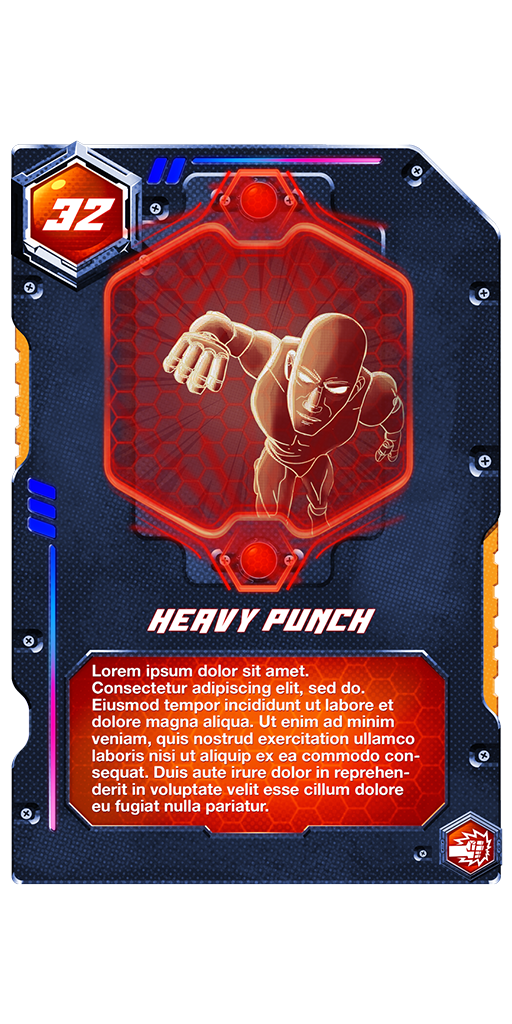 32
HEAVY PUNCH
Lorem ipsum dolor sit amet.
Consectetur adipiscing elit, sed do.
Eiusmod tempor incididunt ut labore et
dolore magna aliqua. Ut enim ad minim
veniam, quis nostrud exercitation ullamco
laboris nisi ut aliquip ex ea commodo con-
sequat. Duis aute irure dolor in reprehen-
derit in voluptate velit esse cillum dolore
eu fugiat nulla pariatur.